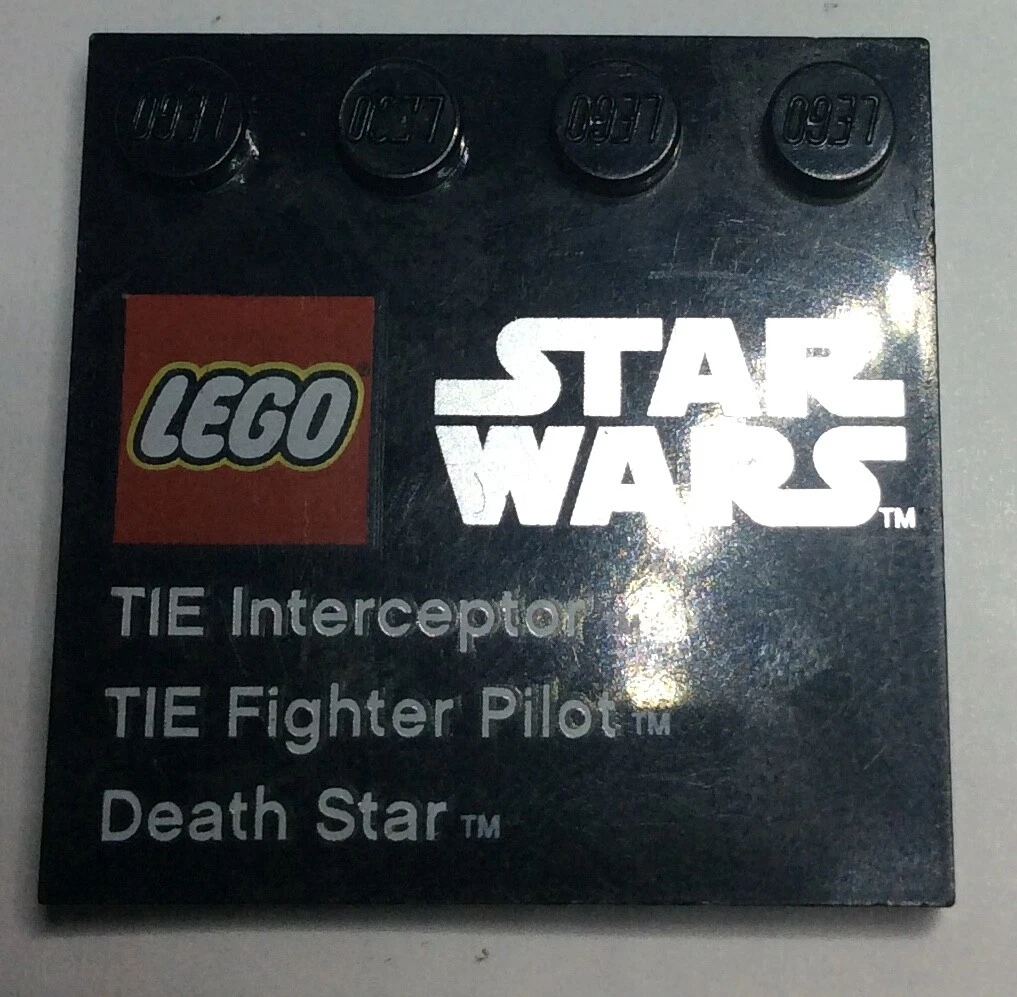 LEGO LEGO LEGO LEGO
LEGO®
STAR
WARS™
TIE Interceptor
TIE Fighter Pilot™
Death Star™